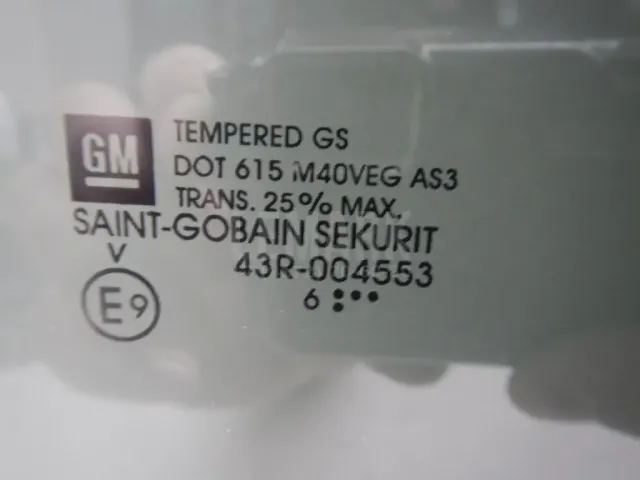 GM
TEMPERED GS
DOT 615 M40VEG AS3
TRANS. 25% MAX.
SAINT-GOBAIN SEKURIT
V
43R-004553
E9
6